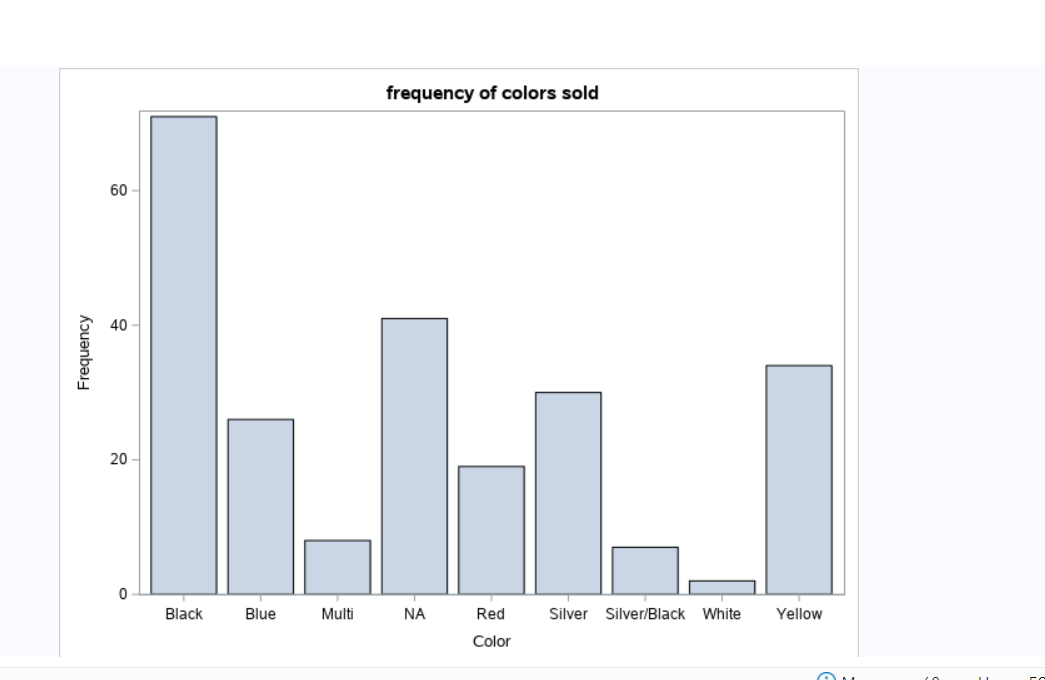 frequency of colors sold
60
40
20
0
Frequency
Black Blue Multi NA Red Silver Silver/Black White Yellow
Color